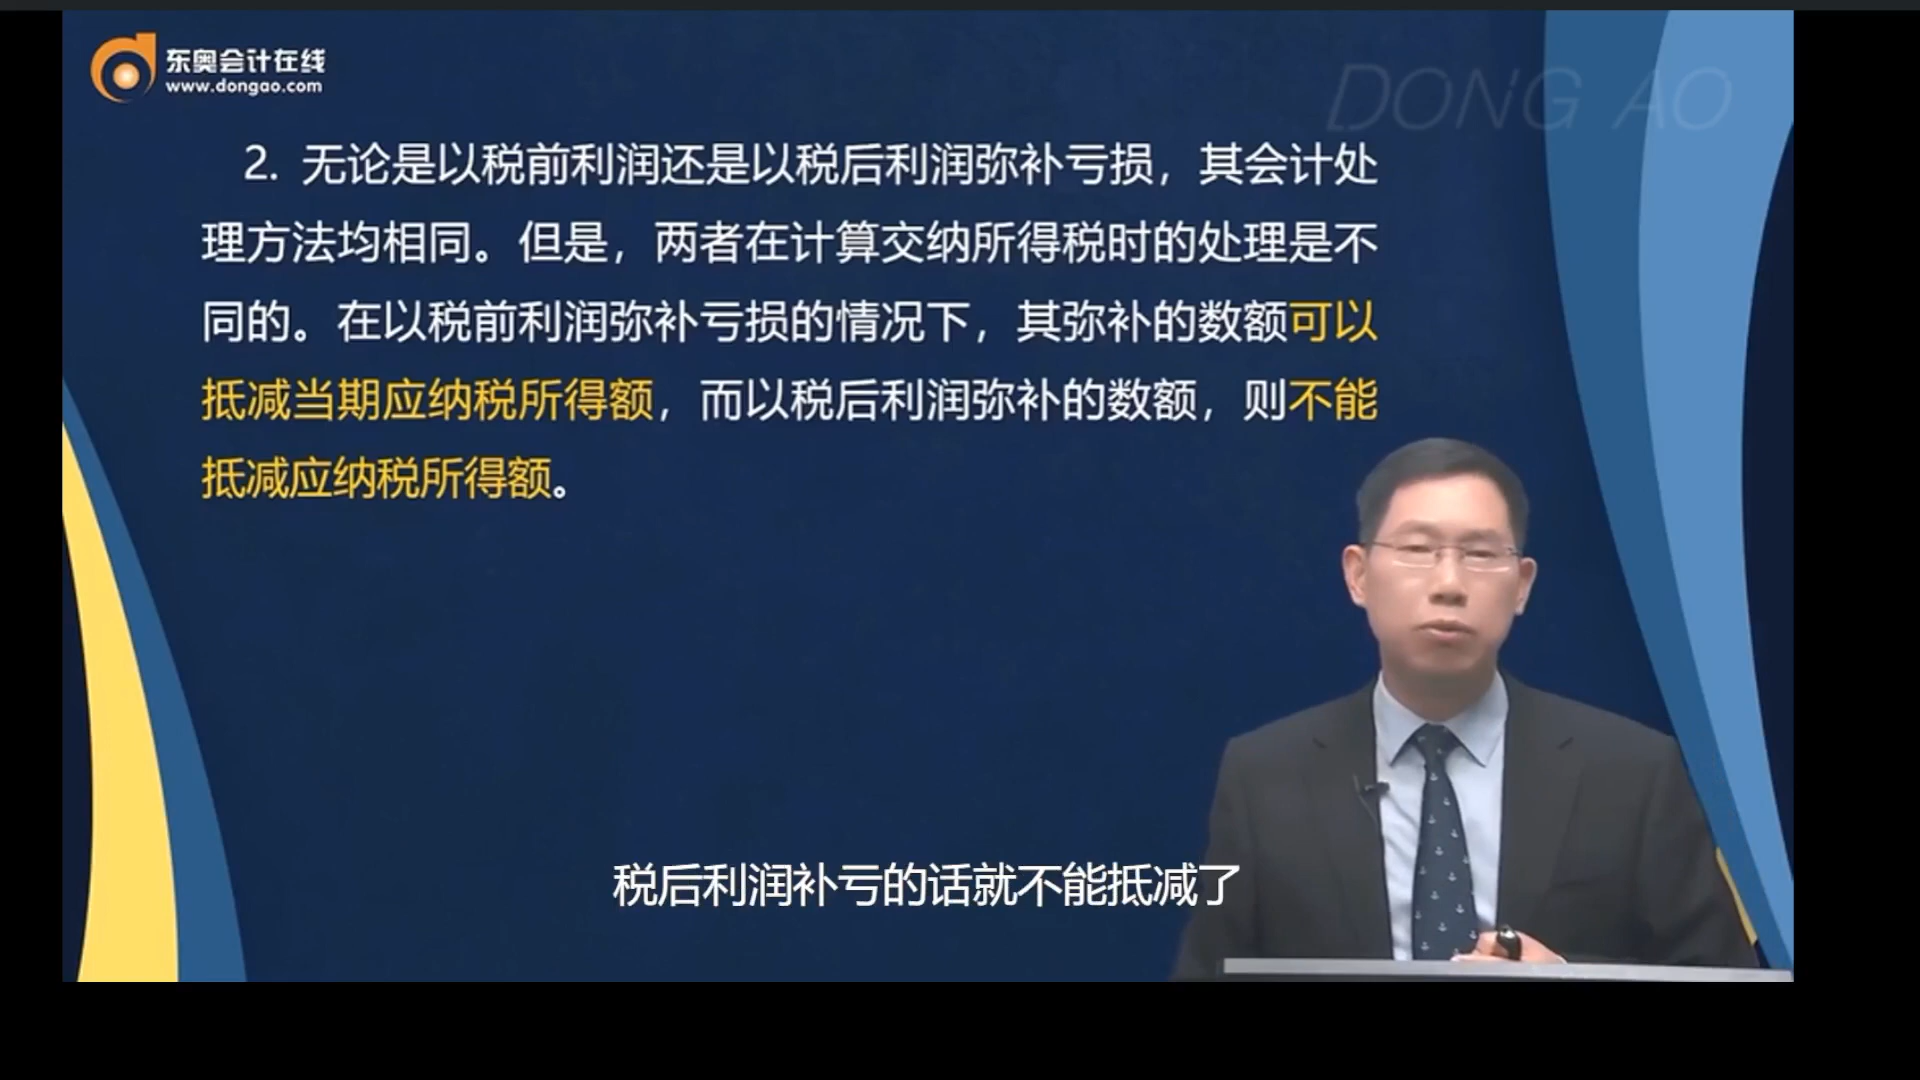 东奥会计在线
www.dongao.com
DONG AO
2. 无论是以税前利润还是以税后利润弥补亏损，其会计处
理方法均相同。但是，两者在计算交纳所得税时的处理是不
同的。在以税前利润弥补亏损的情况下，其弥补的数额可以
抵减当期应纳税所得额，而以税后利润弥补的数额，则不能
抵减应纳税所得额。
税后利润补亏的话就不能抵减了